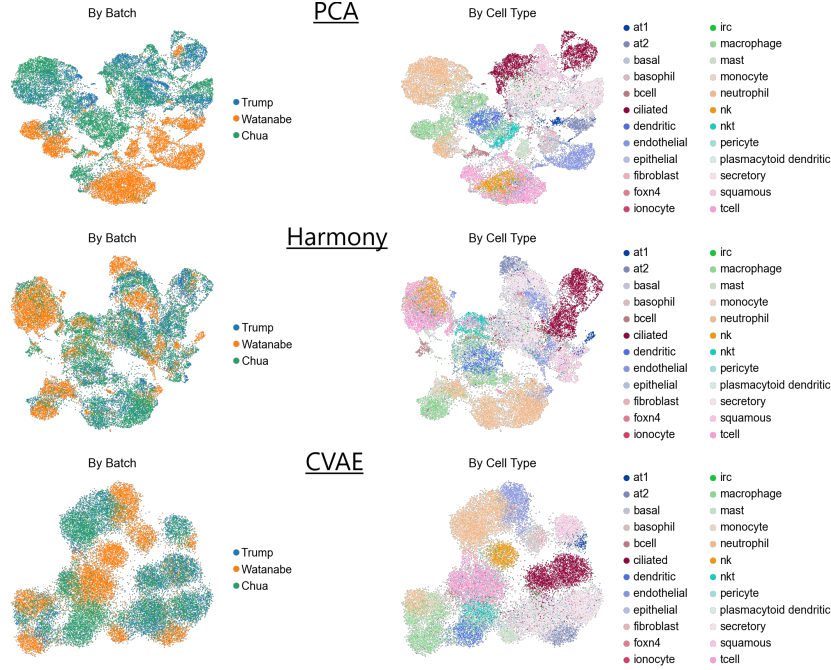 PCA
By Batch
By Cell Type
Trump
Watanabe
Chua
at1
at2
basal
basophil
bcell
ciliated
dendritic
endothelial
epithelial
fibroblast
foxn4
ionocyte
irc
macrophage
mast
monocyte
neutrophil
nk
nkt
pericyte
plasmacytoid dendritic
secretory
squamous
tcell
Harmony
By Batch
By Cell Type
Trump
Watanabe
Chua
at1
at2
basal
basophil
bcell
ciliated
dendritic
endothelial
epithelial
fibroblast
foxn4
ionocyte
irc
macrophage
mast
monocyte
neutrophil
nk
nkt
pericyte
plasmacytoid dendritic
secretory
squamous
tcell
CVAE
By Batch
By Cell Type
Trump
Watanabe
Chua
at1
at2
basal
basophil
bcell
ciliated
dendritic
endothelial
epithelial
fibroblast
foxn4
ionocyte
irc
macrophage
mast
monocyte
neutrophil
nk
nkt
pericyte
plasmacytoid dendritic
secretory
squamous
tcell